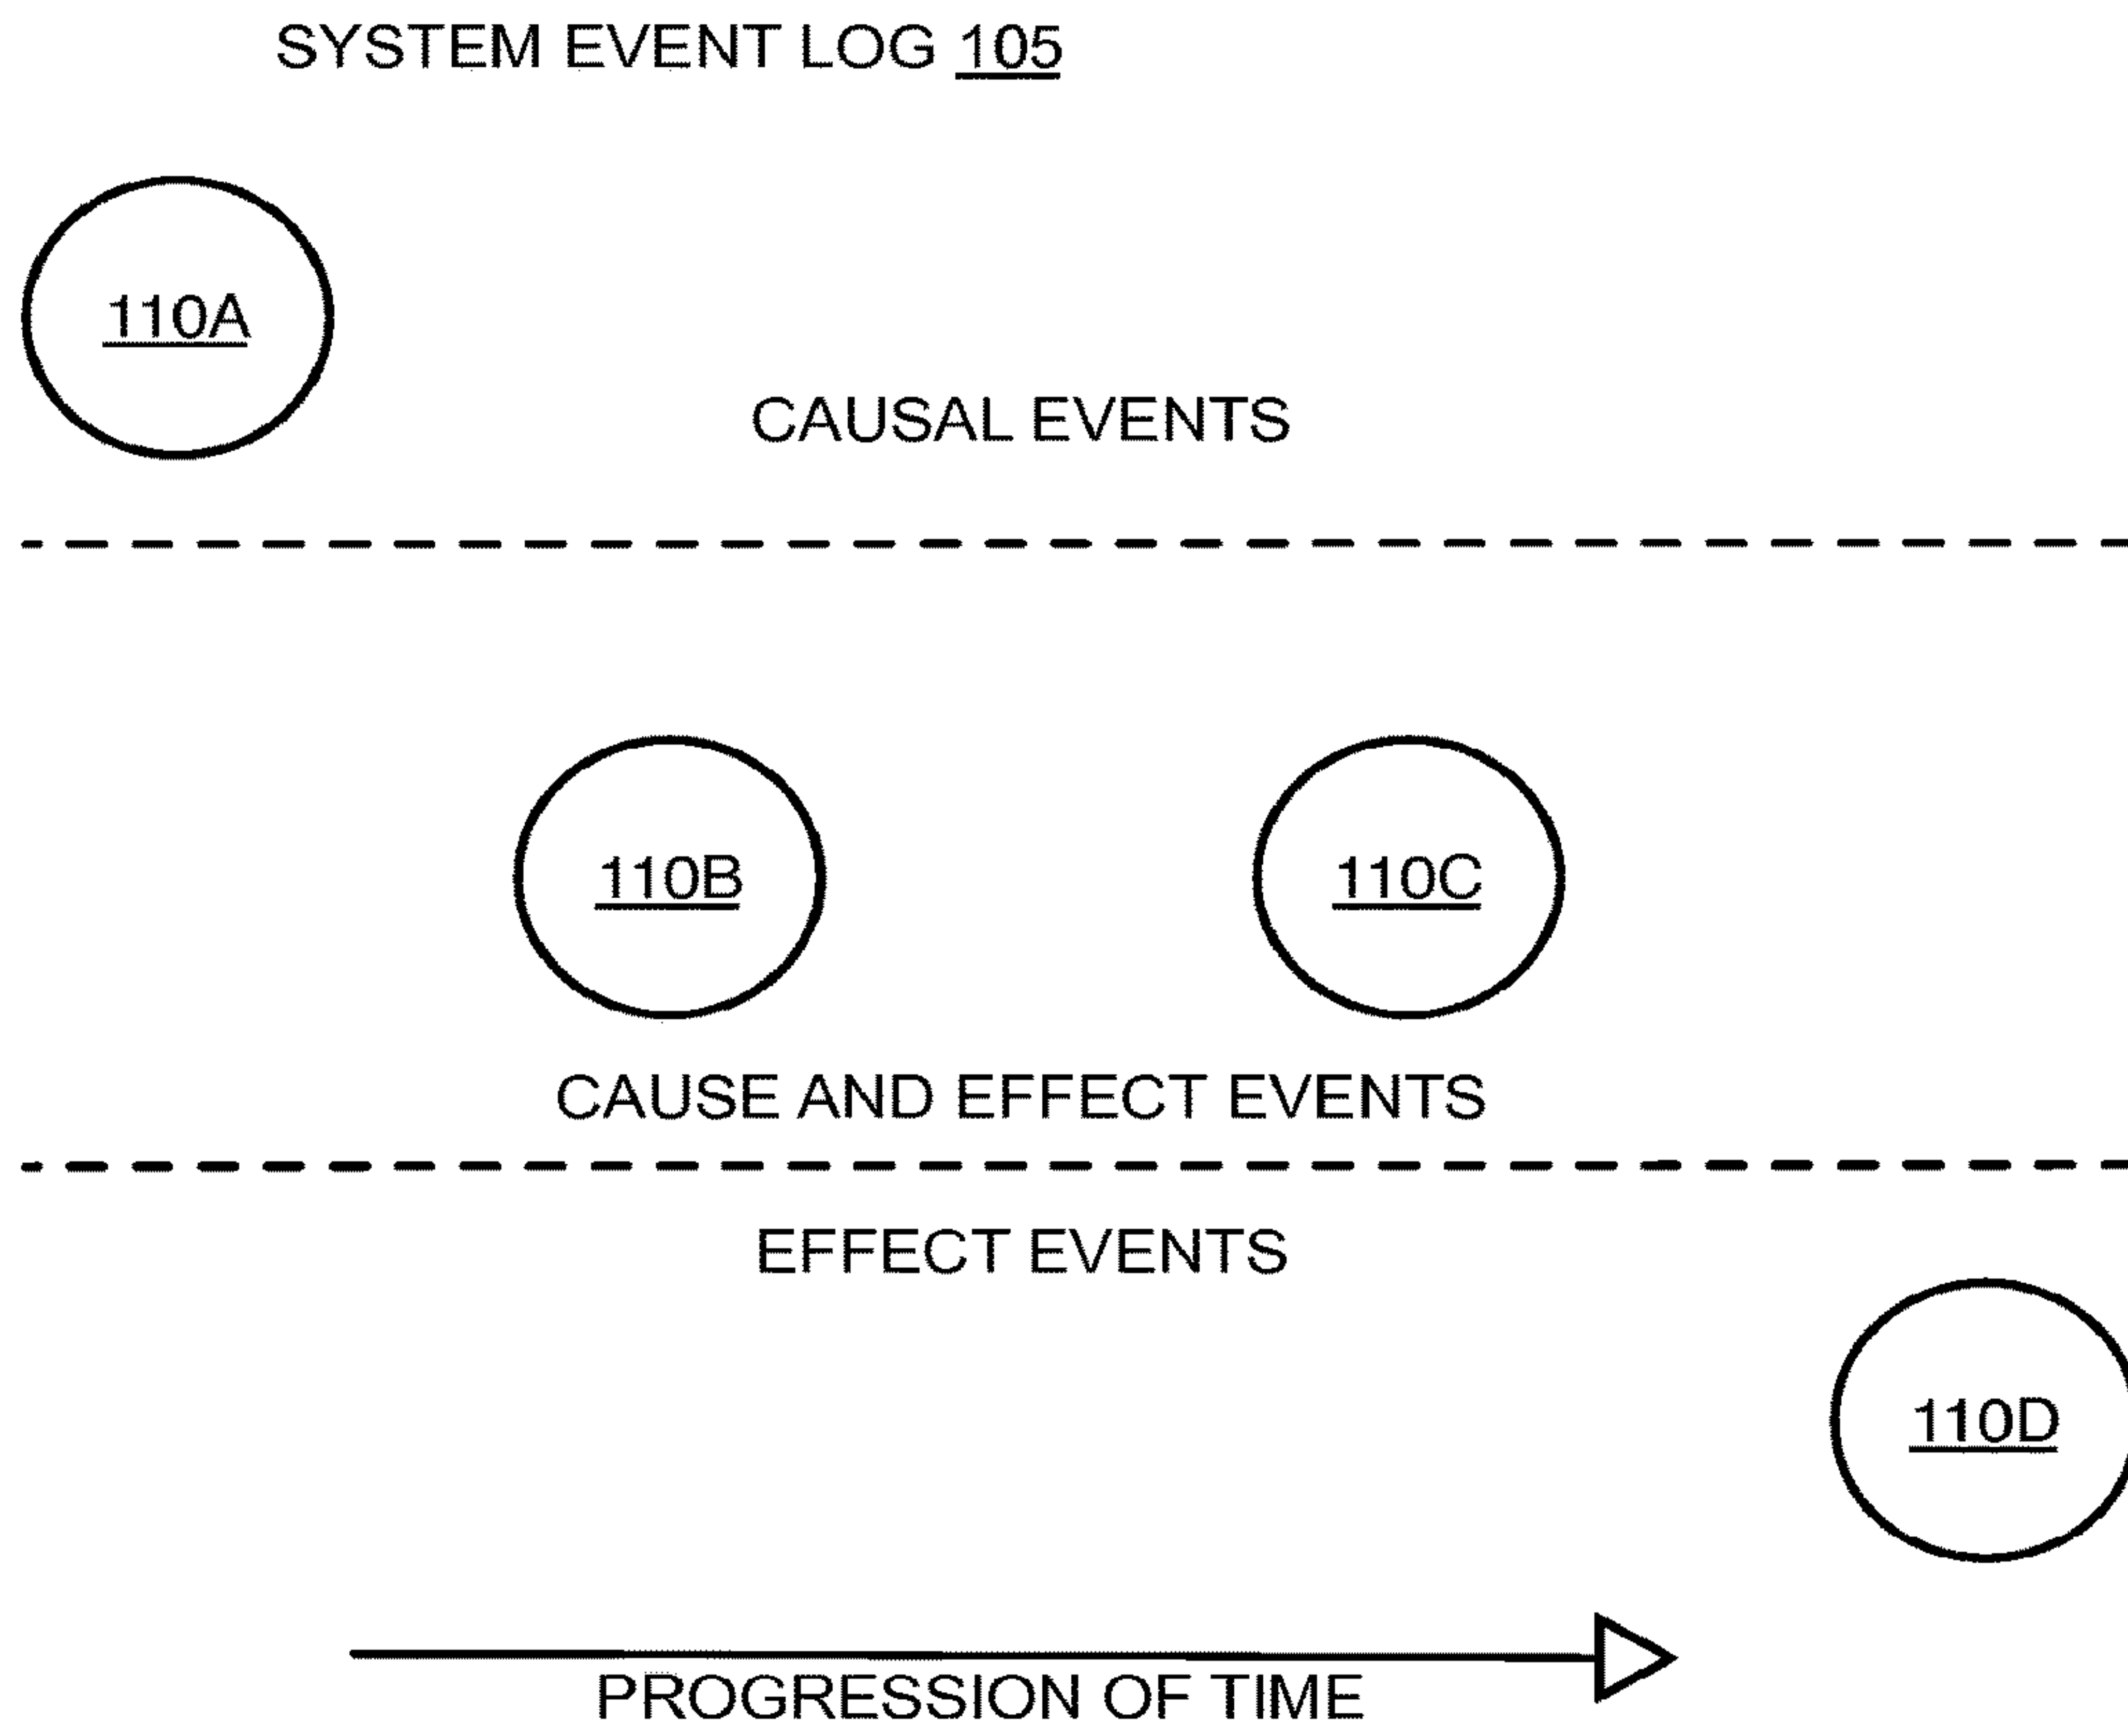 SYSTEM EVENT LOG 105
110A
CAUSAL EVENTS
110B
110C
CAUSE AND EFFECT EVENTS
EFFECT EVENTS
110D
PROGRESSION OF TIME